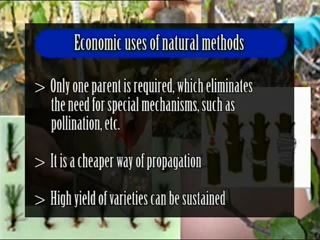 Economic uses of natural methods
> Only one parent is required, which eliminates
the need for special mechanisms, such as
pollination, etc.
> It is a cheaper way of propagation
> High yield of varieties can be sustained